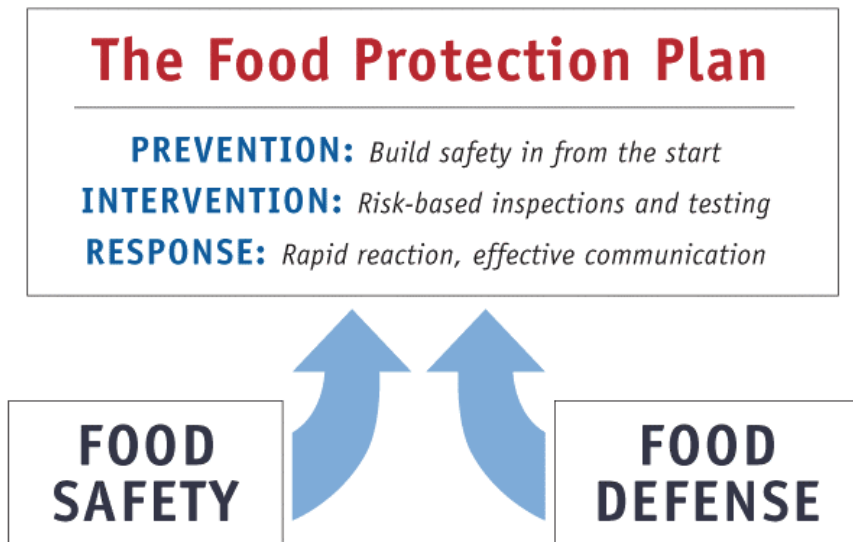 The Food Protection Plan
PREVENTION: Build safety in from the start
INTERVENTION: Risk-based inspections and testing
RESPONSE: Rapid reaction, effective communication
FOOD
SAFETY
FOOD
DEFENSE